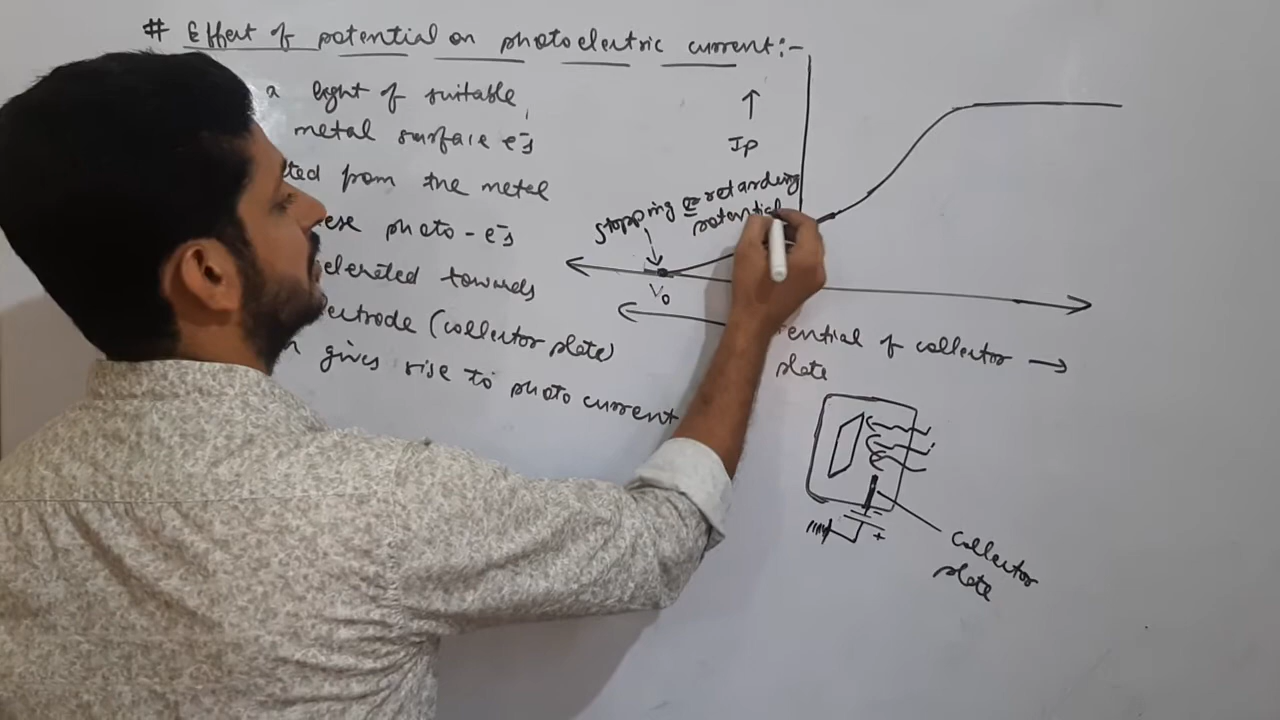 # Effect of potential on photoelectric current:-
a light of suitable
metal surface e⁻s
ted from the metal
ese photo-e⁻s
elerated towards
ectrode (collector plate)
gives rise to photo current
↑
Ip
stopping or retarding
potential
V₀
ential of collector →
plate
+
collector
plate